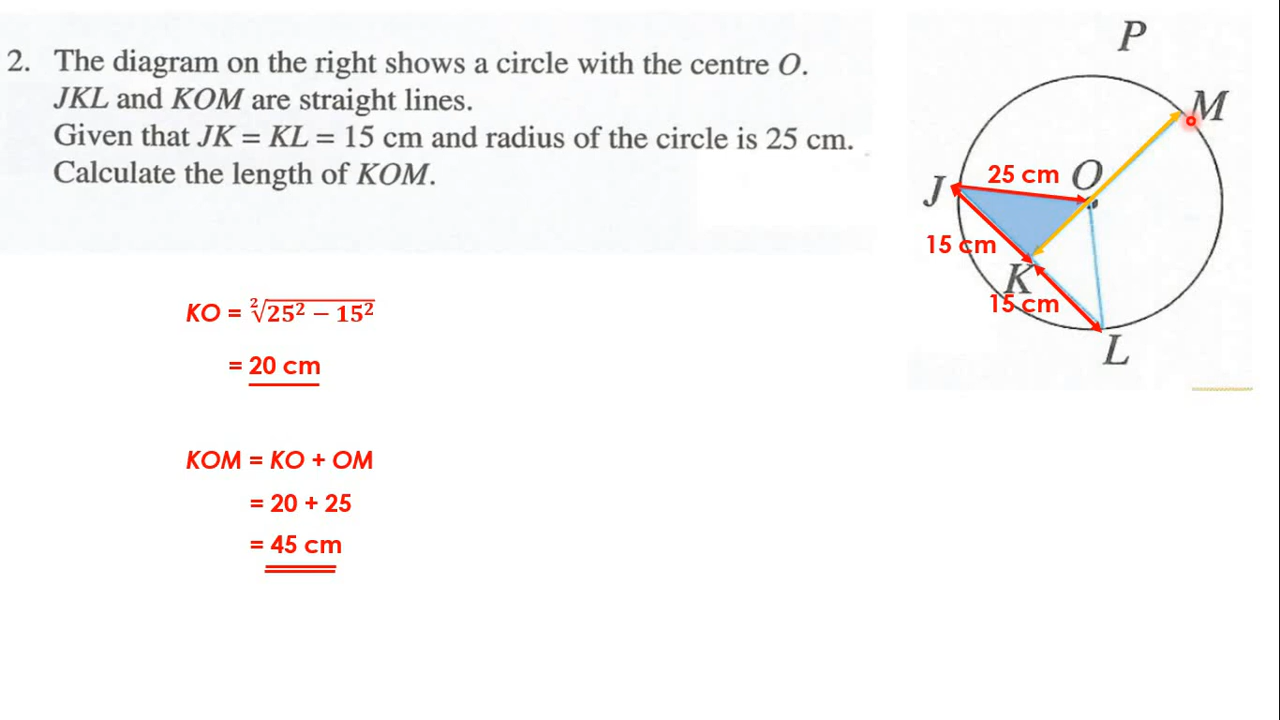 2. The diagram on the right shows a circle with the centre O.
JKL and KOM are straight lines.
Given that JK = KL = 15 cm and radius of the circle is 25 cm.
Calculate the length of KOM.
P
M
O
25 cm
J
15 cm
K
15 cm
L
KO = ²√25² – 15²
= 20 cm
KOM = KO + OM
= 20 + 25
= 45 cm